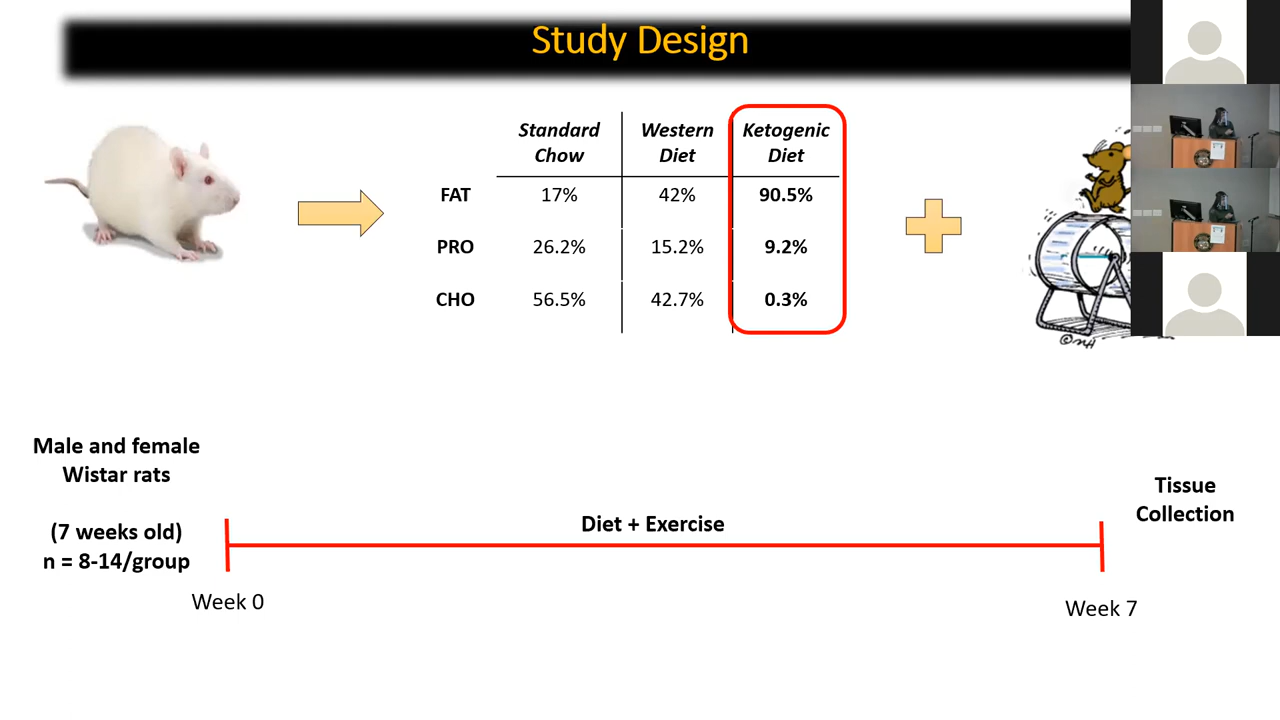 Study Design
Standard Western Ketogenic
Chow Diet Diet
FAT 17% 42% 90.5%
PRO 26.2% 15.2% 9.2%
CHO 56.5% 42.7% 0.3%
Male and female
Wistar rats
(7 weeks old)
n = 8-14/group
Diet + Exercise
Tissue
Collection
Week 0
Week 7